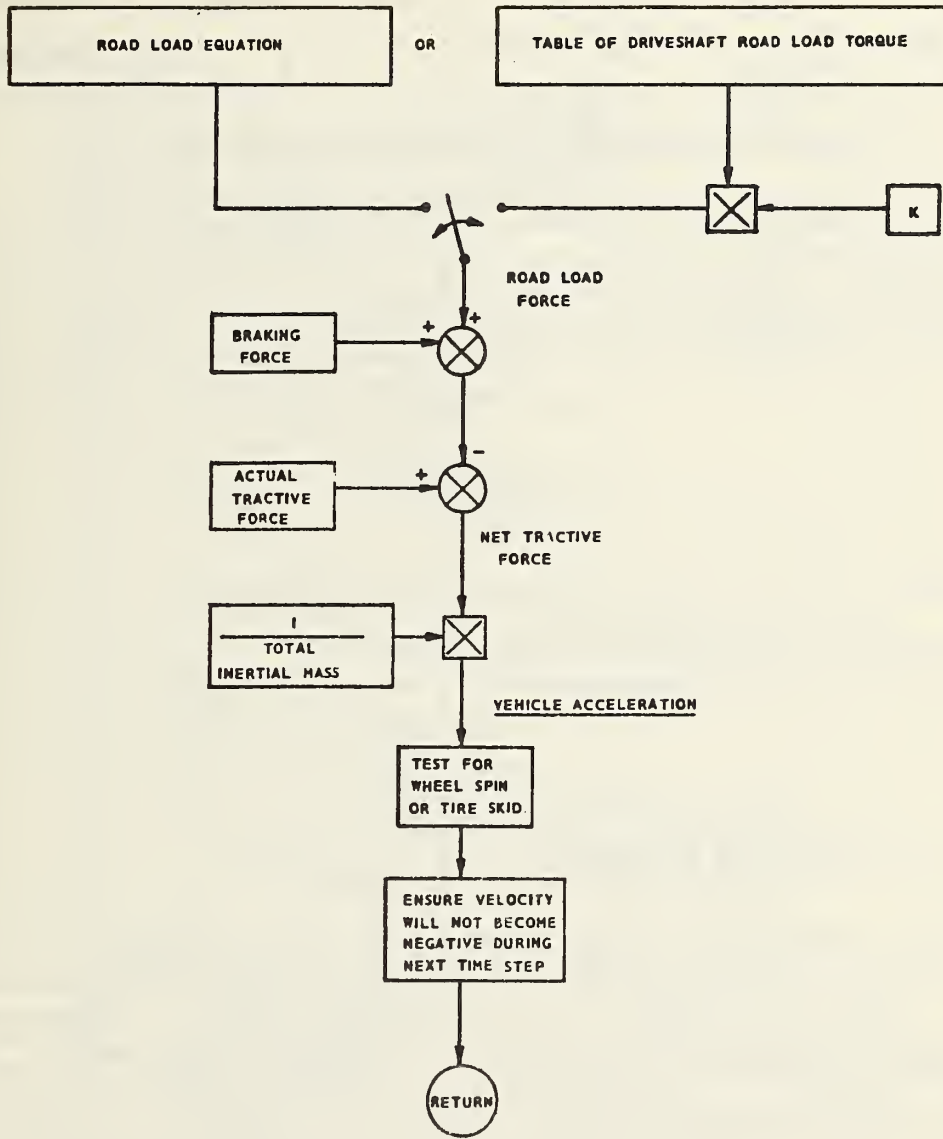 ROAD LOAD EQUATION
OR
TABLE OF DRIVESHAFT ROAD LOAD TORQUE
K
ROAD LOAD
FORCE
+
+
BRAKING
FORCE
-
+
ACTUAL
TRACTIVE
FORCE
NET TRACTIVE
FORCE
1
TOTAL
INERTIAL MASS
VEHICLE ACCELERATION
TEST FOR
WHEEL SPIN
OR TIRE SKID.
ENSURE VELOCITY
WILL NOT BECOME
NEGATIVE DURING
NEXT TIME STEP
RETURN